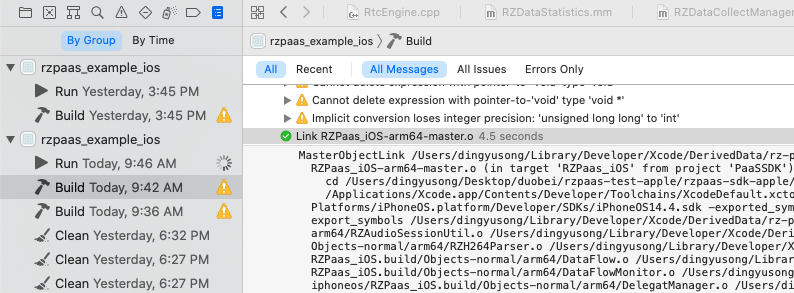 RtcEngine.cpp
RZDataStatistics.mm
RZDataCollectManager
By Group
By Time
rzpaas_example_ios
Build
rzpaas_example_ios
Run Yesterday, 3:45 PM
Build Yesterday, 3:45 PM
rzpaas_example_ios
Run Today, 9:46 AM
Build Today, 9:42 AM
Build Today, 9:36 AM
Clean Yesterday, 6:32 PM
Clean Yesterday, 6:27 PM
Clean Yesterday, 6:27 PM
All
Recent
All Messages
All Issues
Errors Only
Cannot delete expression with pointer-to-'void' type 'void *'
Implicit conversion loses integer precision: 'unsigned long long' to 'int'
Link RZPaas_iOS-arm64-master.o 4.5 seconds
MasterObjectLink /Users/dingyusong/Library/Developer/Xcode/DerivedData/rz-p
RZPaas_iOS-arm64-master.o (in target 'RZPaas_iOS' from project 'PaaSSDK')
cd /Users/dingyusong/Desktop/duobei/rzpaas-test-apple/rzpaas-sdk-apple/
/Applications/Xcode.app/Contents/Developer/Toolchains/XcodeDefault.xcto
Platforms/iPhoneOS.platform/Developer/SDKs/iPhoneOS14.4.sdk -exported_sym
export_symbols /Users/dingyusong/Library/Developer/Xcode/DerivedData/rz-p
arm64/RZAudioSessionUtil.o /Users/dingyusong/Library/Developer/Xcode/Deri
Objects-normal/arm64/RZH264Parser.o /Users/dingyusong/Library/Developer/X
RZPaas_iOS.build/Objects-normal/arm64/DataFlow.o /Users/dingyusong/Librar
RZPaas_iOS.build/Objects-normal/arm64/DataFlowMonitor.o /Users/dingyusong
iphoneos/RZPaas_iOS.build/Objects-normal/arm64/DelegatManager.o /Users/di